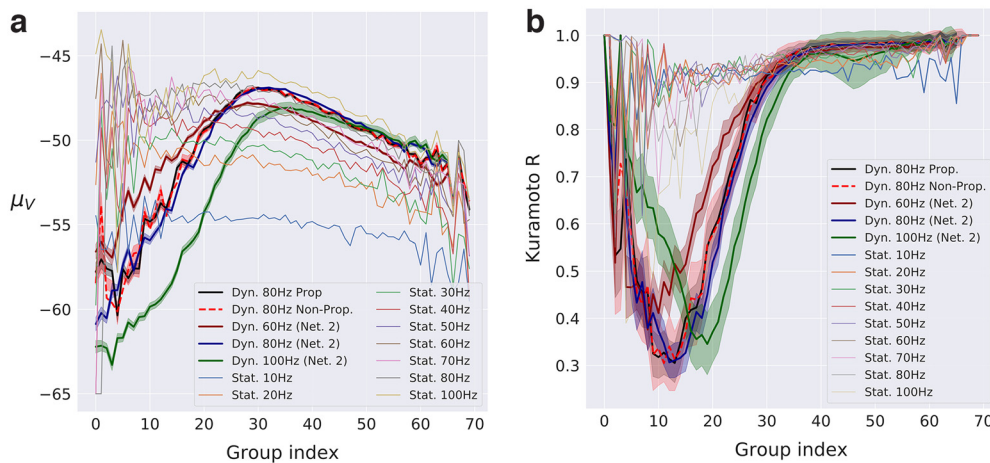 a
−45
−50
−55
−60
−65
μV
0 10 20 30 40 50 60 70
Group index
Dyn. 80Hz Prop
Dyn. 80Hz Non-Prop.
Dyn. 60Hz (Net. 2)
Dyn. 80Hz (Net. 2)
Dyn. 100Hz (Net. 2)
Stat. 10Hz
Stat. 20Hz
Stat. 30Hz
Stat. 40Hz
Stat. 50Hz
Stat. 60Hz
Stat. 70Hz
Stat. 80Hz
Stat. 100Hz
b
1.0
0.9
0.8
0.7
0.6
0.5
0.4
0.3
Kuramoto R
0 10 20 30 40 50 60 70
Group index
Dyn. 80Hz Prop.
Dyn. 80Hz Non-Prop.
Dyn. 60Hz (Net. 2)
Dyn. 80Hz (Net. 2)
Dyn. 100Hz (Net. 2)
Stat. 10Hz
Stat. 20Hz
Stat. 30Hz
Stat. 40Hz
Stat. 50Hz
Stat. 60Hz
Stat. 70Hz
Stat. 80Hz
Stat. 100Hz